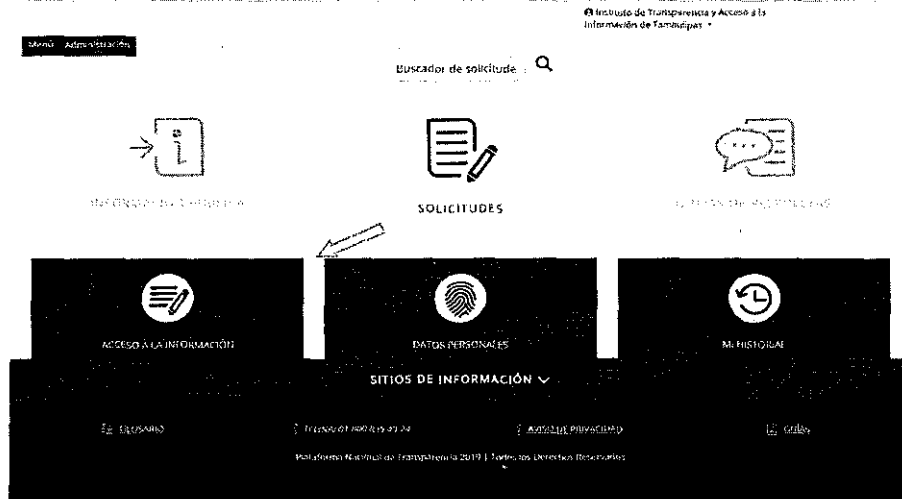 Instituto de Transparencia y Acceso a la
Información de Tamaulipas
Menú Administración
Buscador de solicitude
SOLICITUDES
ACCESO A LA INFORMACIÓN
DATOS PERSONALES
MI HISTORIAL
SITIOS DE INFORMACIÓN
GLOSARIO
AVISO DE PRIVACIDAD
GUÍAS
Plataforma Nacional de Transparencia 2019 | Todos los Derechos Reservados